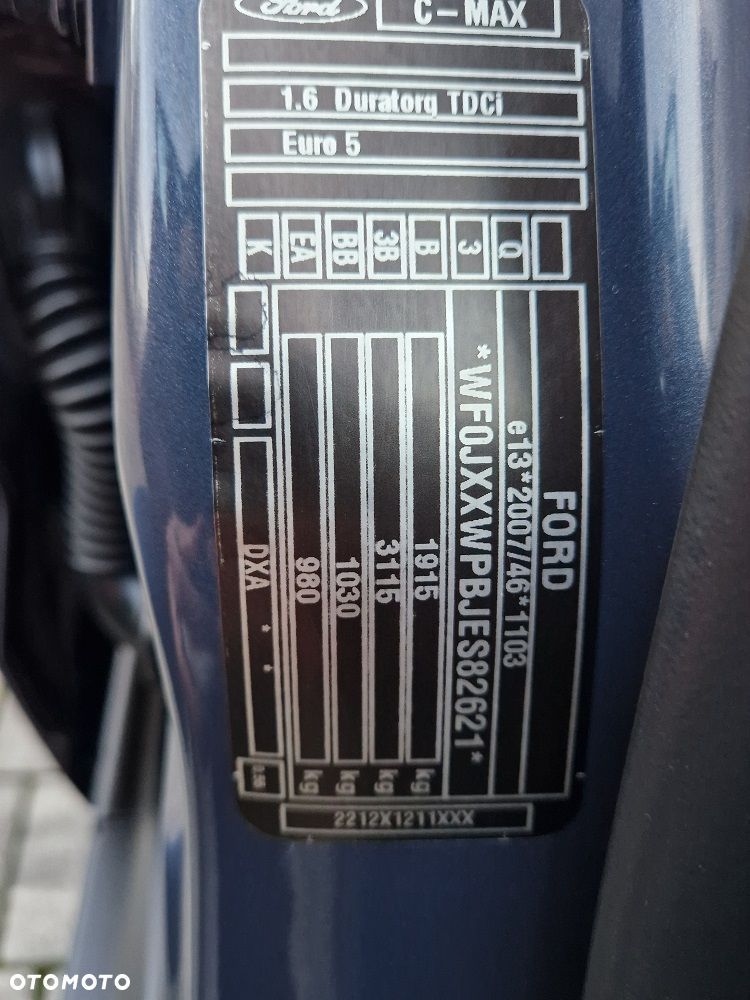 Ford
C-MAX
1.6 Duratorq TDCi
Euro 5
K
EA
BB
3B
B
3
Q
FORD
e13*2007/46*1103
*WF0JXXWPBJES82621*
1915 kg
3115 kg
1030 kg
980 kg
DXA * *
2212X1211XXX
OTOMOTO